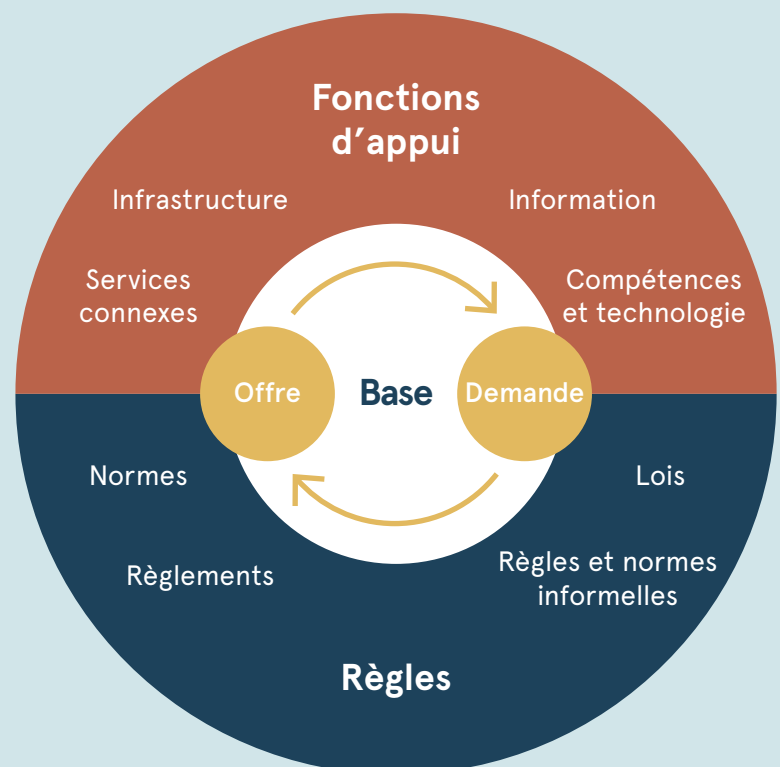 Fonctions
d’appui
Infrastructure
Information
Services
connexes
Compétences
et technologie
Offre
Base
Demande
Normes
Lois
Règlements
Règles et normes
informelles
Règles